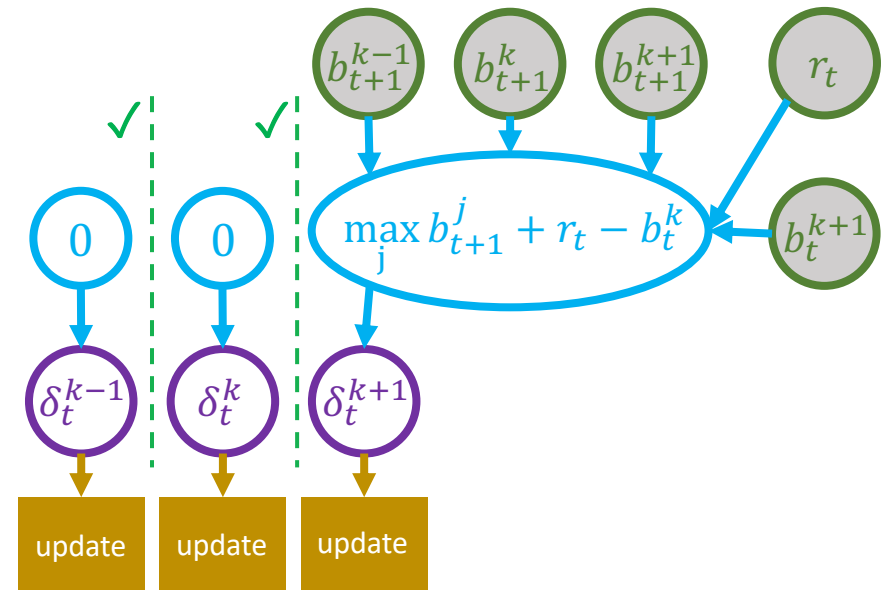 b_{t+1}^{k-1} b_{t+1}^{k} b_{t+1}^{k+1} r_t
✓ ✓
0 0 max_j b_{t+1}^{j} + r_t − b_t^{k} b_t^{k+1}
δ_t^{k-1} δ_t^{k} δ_t^{k+1}
update update update